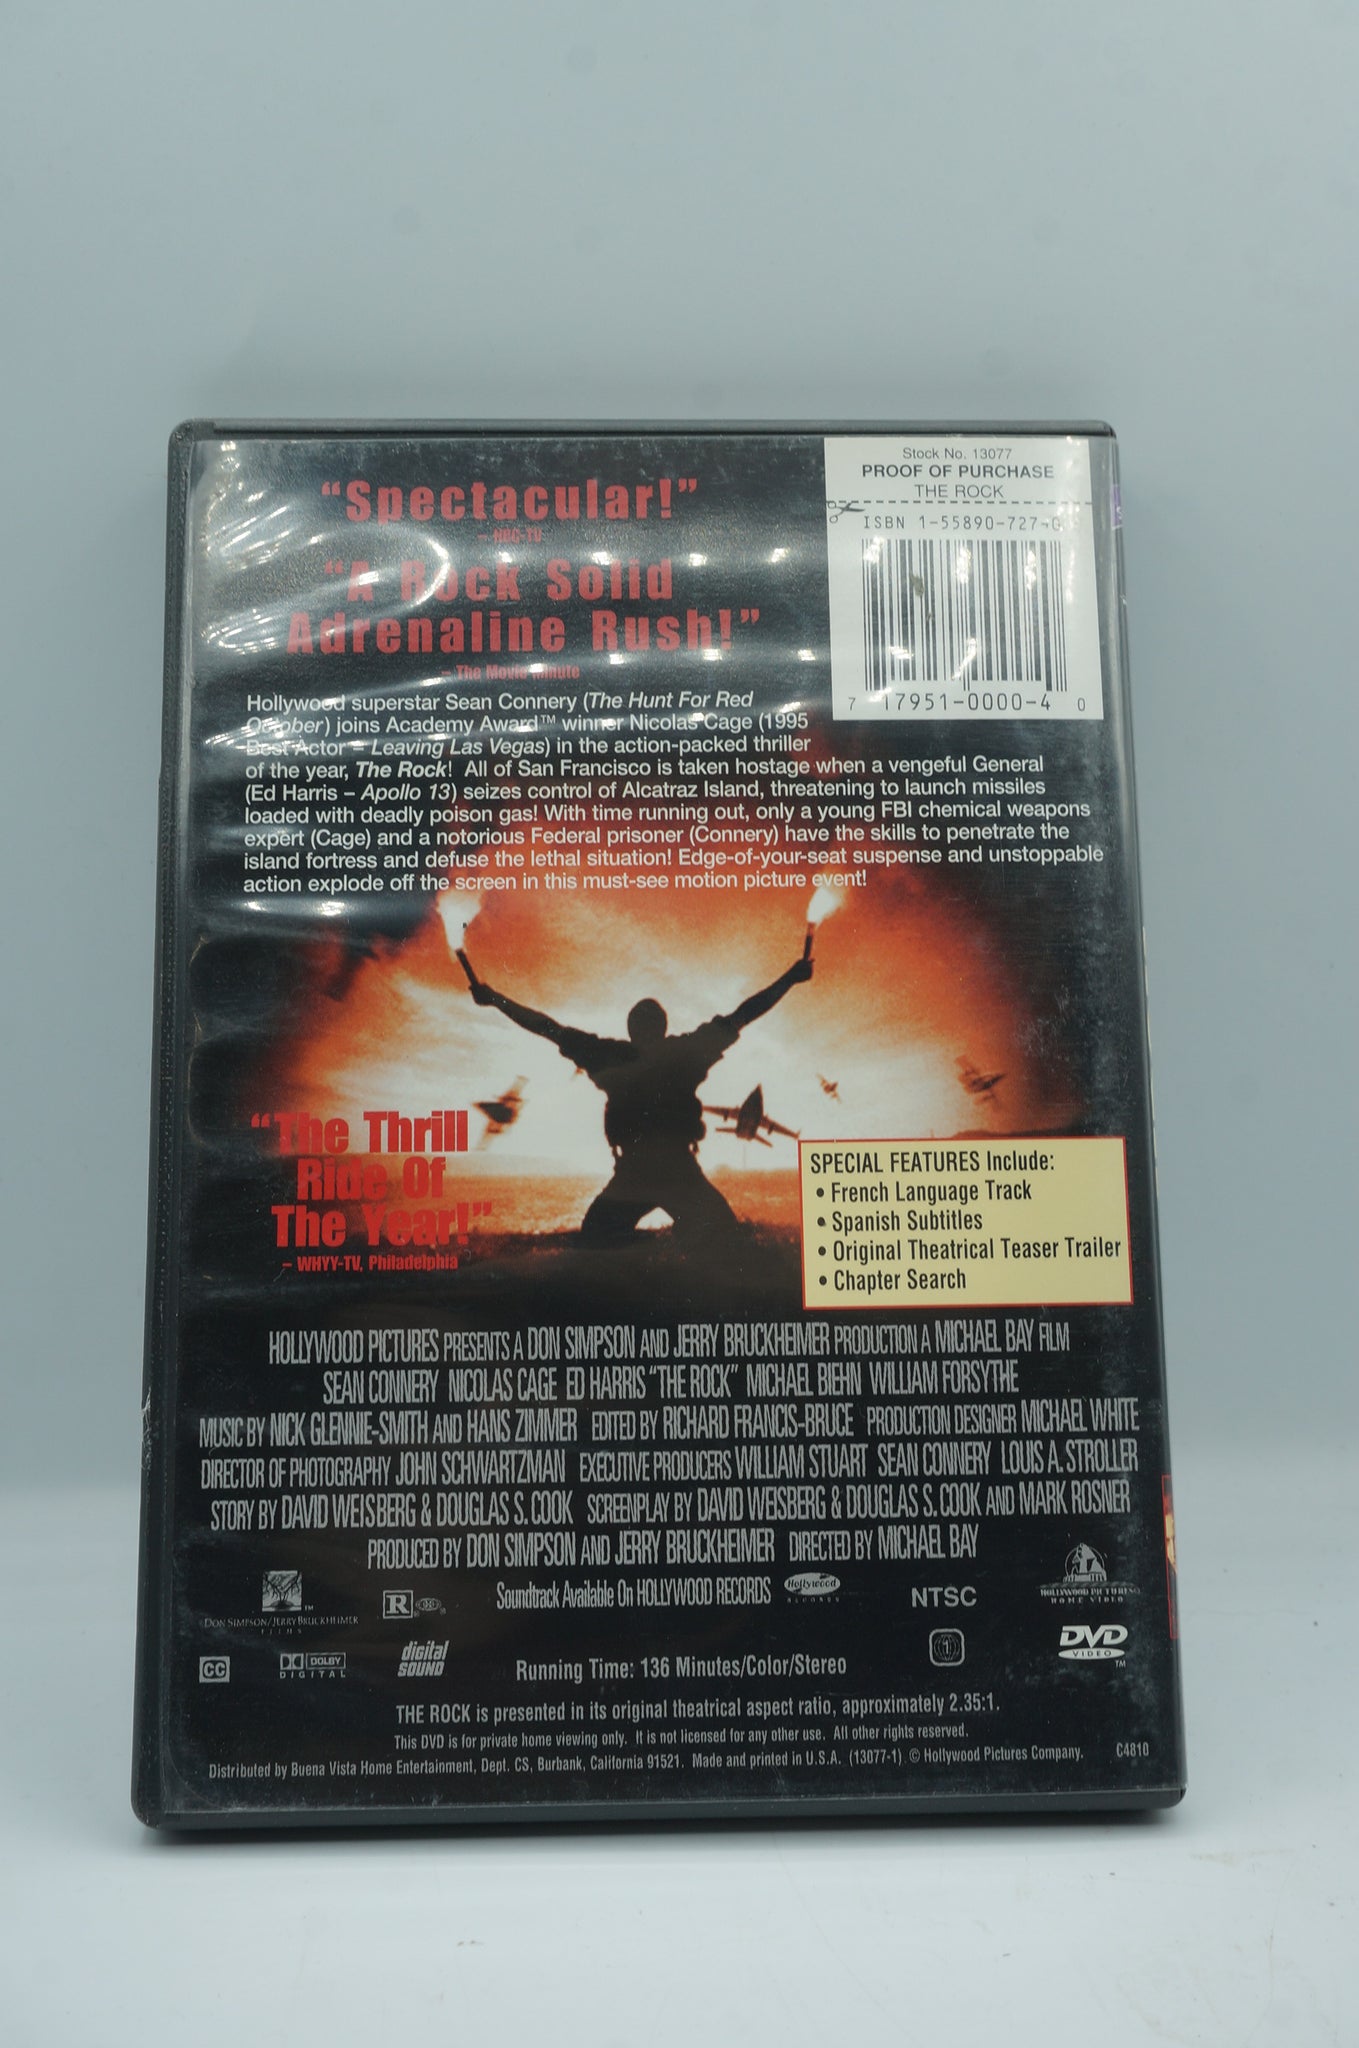 Stock No. 13077
PROOF OF PURCHASE
THE ROCK
ISBN 1-55890-727-0
7 17951-0000-4 0
“Spectacular!”
“A Rock Solid
Adrenaline Rush!”
– The Movie Minute
Hollywood superstar Sean Connery (The Hunt For Red
October) joins Academy Award™ winner Nicolas Cage (1995
Best Actor – Leaving Las Vegas) in the action-packed thriller
of the year, The Rock! All of San Francisco is taken hostage when a vengeful General
(Ed Harris – Apollo 13) seizes control of Alcatraz Island, threatening to launch missiles
loaded with deadly poison gas! With time running out, only a young FBI chemical weapons
expert (Cage) and a notorious Federal prisoner (Connery) have the skills to penetrate the
island fortress and defuse the lethal situation! Edge-of-your-seat suspense and unstoppable
action explode off the screen in this must-see motion picture event!
“The Thrill
Ride Of
The Year!”
– WHYY-TV, Philadelphia
SPECIAL FEATURES Include:
• French Language Track
• Spanish Subtitles
• Original Theatrical Teaser Trailer
• Chapter Search
HOLLYWOOD PICTURES PRESENTS A DON SIMPSON AND JERRY BRUCKHEIMER PRODUCTION A MICHAEL BAY FILM
SEAN CONNERY NICOLAS CAGE ED HARRIS “THE ROCK” MICHAEL BIEHN WILLIAM FORSYTHE
MUSIC BY NICK GLENNIE-SMITH AND HANS ZIMMER EDITED BY RICHARD FRANCIS-BRUCE PRODUCTION DESIGNER MICHAEL WHITE
DIRECTOR OF PHOTOGRAPHY JOHN SCHWARTZMAN EXECUTIVE PRODUCERS WILLIAM STUART SEAN CONNERY LOUIS A. STROLLER
STORY BY DAVID WEISBERG & DOUGLAS S. COOK SCREENPLAY BY DAVID WEISBERG & DOUGLAS S. COOK AND MARK ROSNER
PRODUCED BY DON SIMPSON AND JERRY BRUCKHEIMER DIRECTED BY MICHAEL BAY
DON SIMPSON/JERRY BRUCKHEIMER
FILMS
R
Soundtrack Available On HOLLYWOOD RECORDS
Hollywood
RECORDS
NTSC
HOLLYWOOD PICTURES
HOME VIDEO
CC
DOLBY
DIGITAL
digital
SOUND
Running Time: 136 Minutes/Color/Stereo
1
DVD
VIDEO
TM
THE ROCK is presented in its original theatrical aspect ratio, approximately 2.35:1.
This DVD is for private home viewing only. It is not licensed for any other use. All other rights reserved.
Distributed by Buena Vista Home Entertainment, Dept. CS, Burbank, California 91521. Made and printed in U.S.A. (13077-1) © Hollywood Pictures Company.
C4810